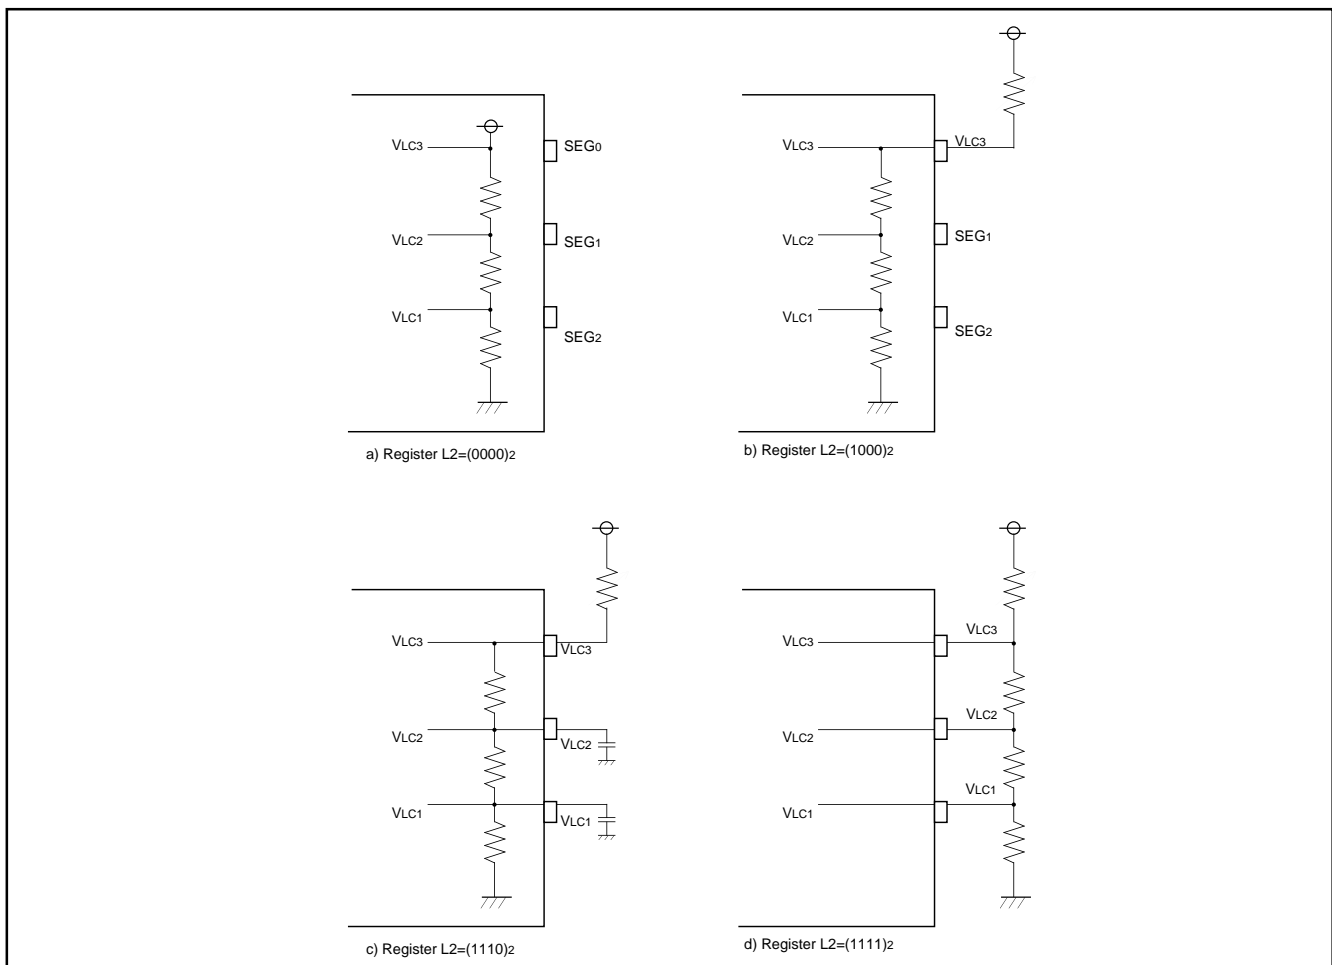 VLC3
SEG0
VLC2
SEG1
VLC1
SEG2
a) Register L2=(0000)2
VLC3
VLC3
VLC2
SEG1
VLC1
SEG2
b) Register L2=(1000)2
VLC3
VLC3
VLC2
VLC2
VLC1
VLC1
c) Register L2=(1110)2
VLC3
VLC3
VLC2
VLC2
VLC1
VLC1
d) Register L2=(1111)2